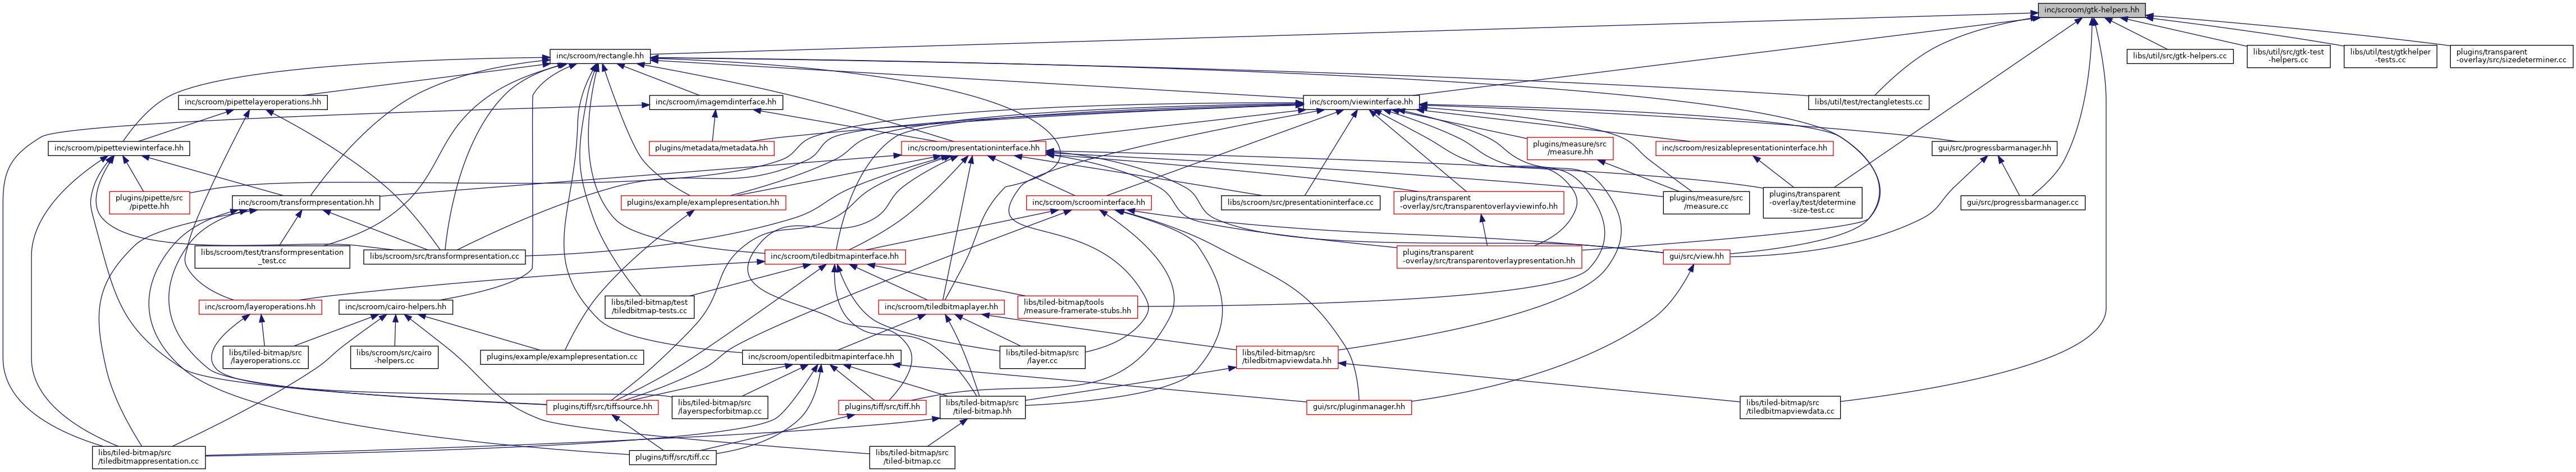 inc/scroom/gtk-helpers.hh
inc/scroom/rectangle.hh
libs/util/src/gtk-helpers.cc
libs/util/src/gtk-test
-helpers.cc
libs/util/test/gtkhelper
-tests.cc
plugins/transparent
-overlay/src/sizedeterminer.cc
inc/scroom/pipettelayeroperations.hh
inc/scroom/imagemdinterface.hh
inc/scroom/viewinterface.hh
libs/util/test/rectangletests.cc
inc/scroom/pipetteviewinterface.hh
plugins/metadata/metadata.hh
inc/scroom/presentationinterface.hh
plugins/measure/src
/measure.hh
inc/scroom/resizablepresentationinterface.hh
gui/src/progressbarmanager.hh
plugins/pipette/src
/pipette.hh
inc/scroom/transformpresentation.hh
plugins/example/examplepresentation.hh
inc/scroom/scroominterface.hh
libs/scroom/src/presentationinterface.cc
plugins/transparent
-overlay/src/transparentoverlayviewinfo.hh
plugins/measure/src
/measure.cc
plugins/transparent
-overlay/test/determine
-size-test.cc
gui/src/progressbarmanager.cc
libs/scroom/test/transformpresentation
_test.cc
libs/scroom/src/transformpresentation.cc
inc/scroom/tiledbitmapinterface.hh
plugins/transparent
-overlay/src/transparentoverlaypresentation.hh
gui/src/view.hh
inc/scroom/layeroperations.hh
inc/scroom/cairo-helpers.hh
libs/tiled-bitmap/test
/tiledbitmap-tests.cc
inc/scroom/tiledbitmaplayer.hh
libs/tiled-bitmap/tools
/measure-framerate-stubs.hh
libs/tiled-bitmap/src
/layeroperations.cc
libs/scroom/src/cairo
-helpers.cc
plugins/example/examplepresentation.cc
inc/scroom/opentiledbitmapinterface.hh
libs/tiled-bitmap/src
/layer.cc
libs/tiled-bitmap/src
/tiledbitmapviewdata.hh
plugins/tiff/src/tiffsource.hh
libs/tiled-bitmap/src
/layerspecforbitmap.cc
plugins/tiff/src/tiff.hh
libs/tiled-bitmap/src
/tiled-bitmap.hh
gui/src/pluginmanager.hh
libs/tiled-bitmap/src
/tiledbitmapviewdata.cc
libs/tiled-bitmap/src
/tiledbitmappresentation.cc
plugins/tiff/src/tiff.cc
libs/tiled-bitmap/src
/tiled-bitmap.cc